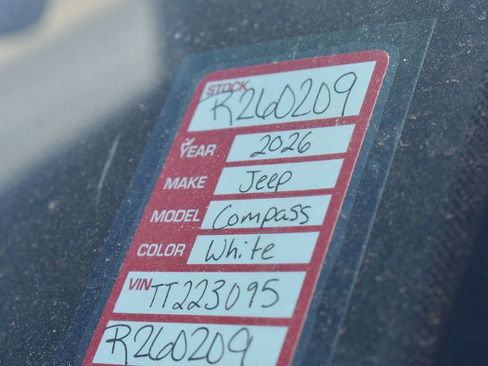 STOCK R260209
YEAR 2026
MAKE Jeep
MODEL Compass
COLOR White
VIN TT223095
R260209